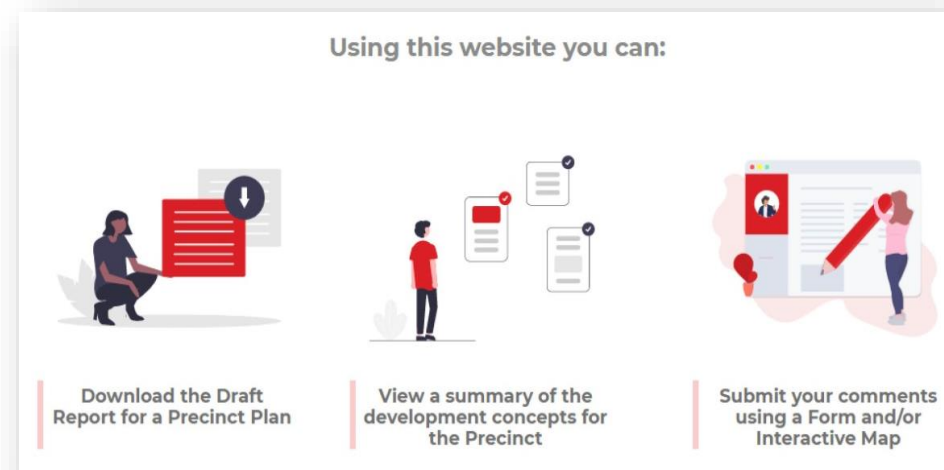 Using this website you can:
Download the Draft
Report for a Precinct Plan
View a summary of the
development concepts for
the Precinct
Submit your comments
using a Form and/or
Interactive Map